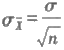 σ_X̄ = σ/√n